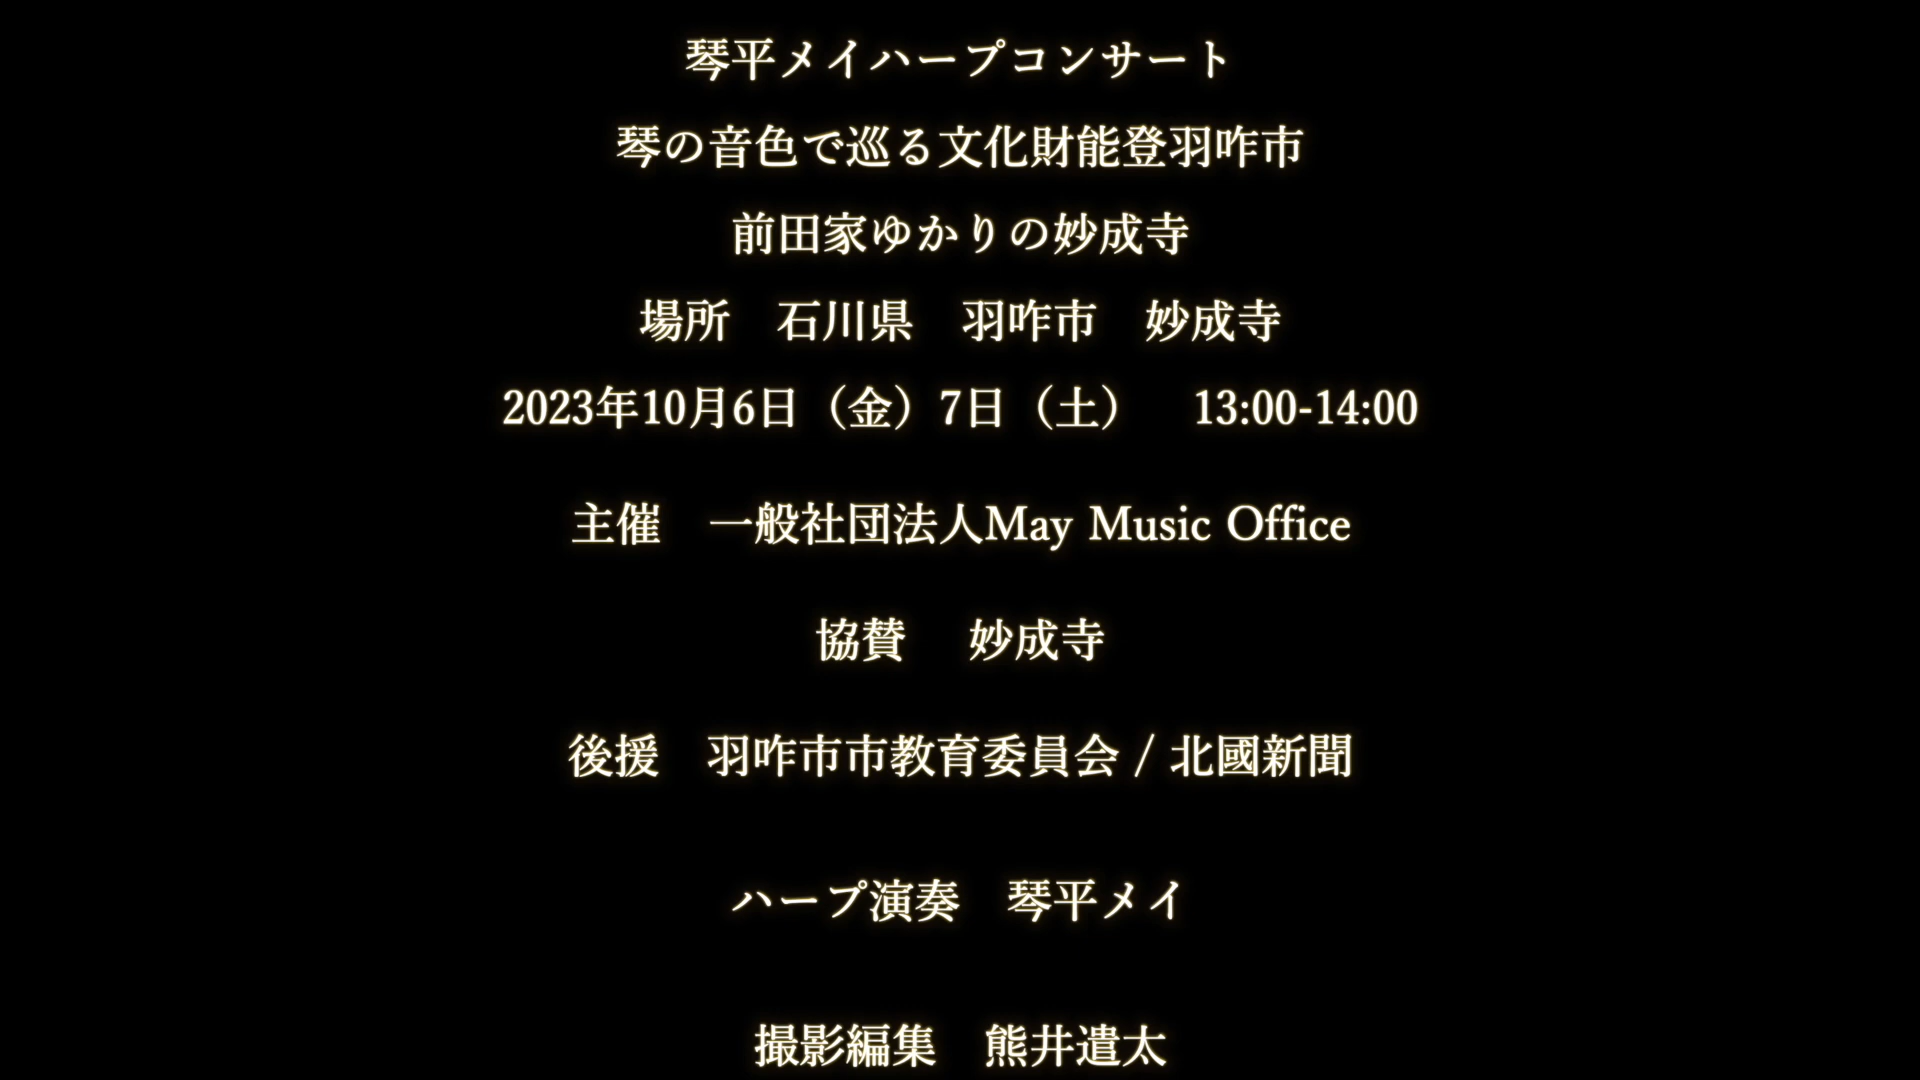 琴平メイハープコンサート
琴の音色で巡る文化財能登羽咋市
前田家ゆかりの妙成寺
場所　石川県　羽咋市　妙成寺
2023年10月6日（金）7日（土）　13:00-14:00
主催　一般社団法人May Music Office
協賛　妙成寺
後援　羽咋市市教育委員会 / 北國新聞
ハープ演奏　琴平メイ
撮影編集　熊井遣太